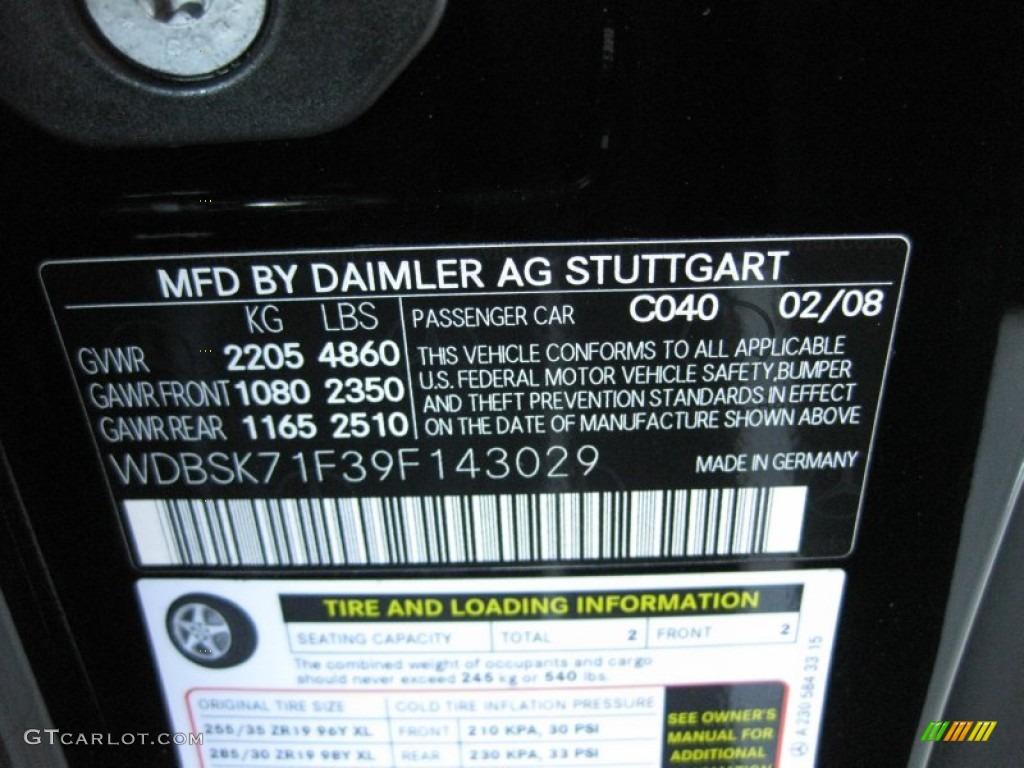 MFD BY DAIMLER AG STUTTGART
KG LBS PASSENGER CAR C040 02/08
GVWR 2205 4860
GAWR FRONT 1080 2350
GAWR REAR 1165 2510
THIS VEHICLE CONFORMS TO ALL APPLICABLE
U.S. FEDERAL MOTOR VEHICLE SAFETY, BUMPER
AND THEFT PREVENTION STANDARDS IN EFFECT
ON THE DATE OF MANUFACTURE SHOWN ABOVE
WDBSK71F39F143029 MADE IN GERMANY
TIRE AND LOADING INFORMATION
SEATING CAPACITY TOTAL 2 FRONT 2
The combined weight of occupants and cargo
should never exceed 245 kg or 540 lbs.
ORIGINAL TIRE SIZE COLD TIRE INFLATION PRESSURE
255/35 ZR19 96Y XL FRONT 210 KPA, 30 PSI
285/30 ZR19 98Y XL REAR 230 KPA, 33 PSI
SEE OWNER'S
MANUAL FOR
ADDITIONAL
A 230 584 33 15
GTCARLOT.COM